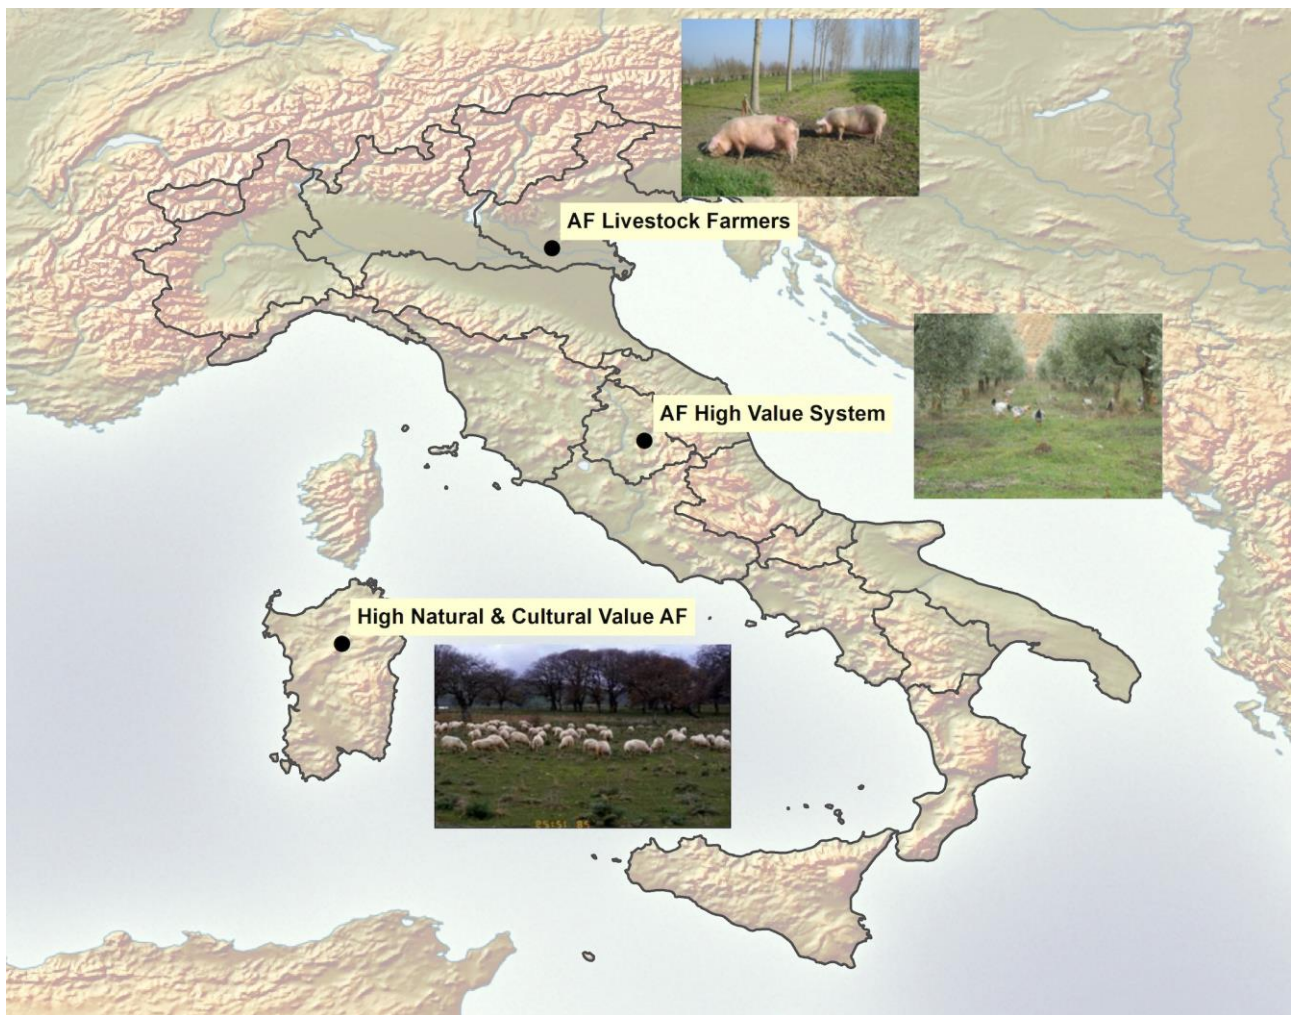 AF Livestock Farmers
AF High Value System
High Natural & Cultural Value AF